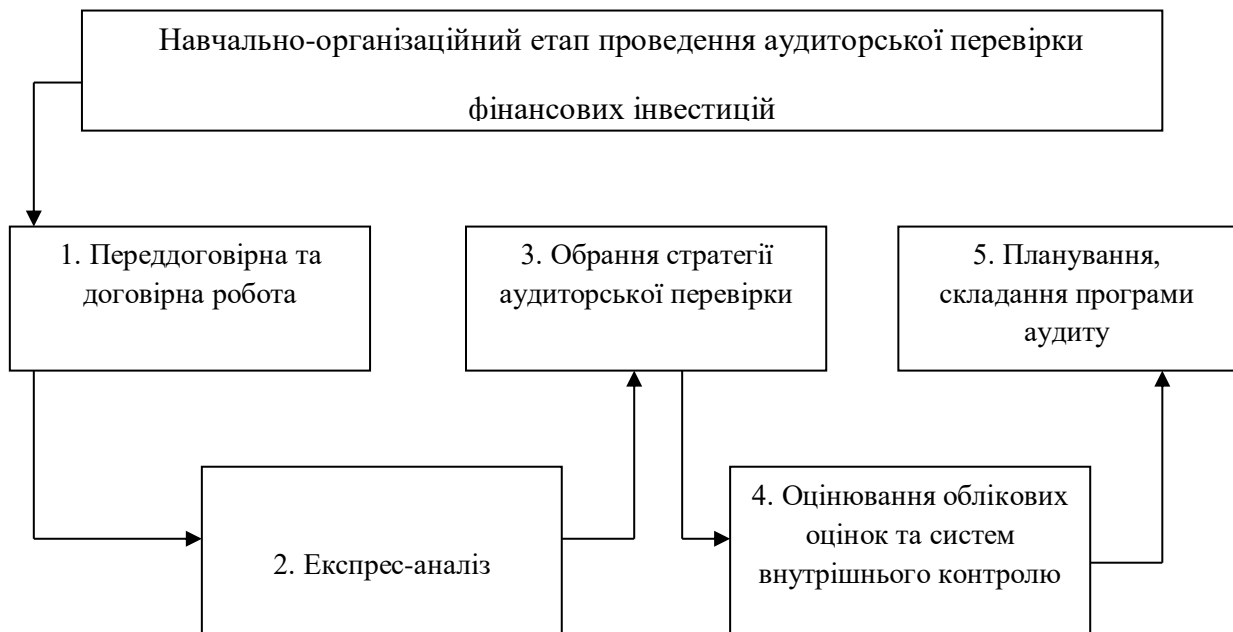 Навчально-організаційний етап проведення аудиторської перевірки
фінансових інвестицій
1. Переддоговірна та
договірна робота
3. Обрання стратегії
аудиторської перевірки
5. Планування,
складання програми
аудиту
2. Експрес-аналіз
4. Оцінювання облікових
оцінок та систем
внутрішнього контролю